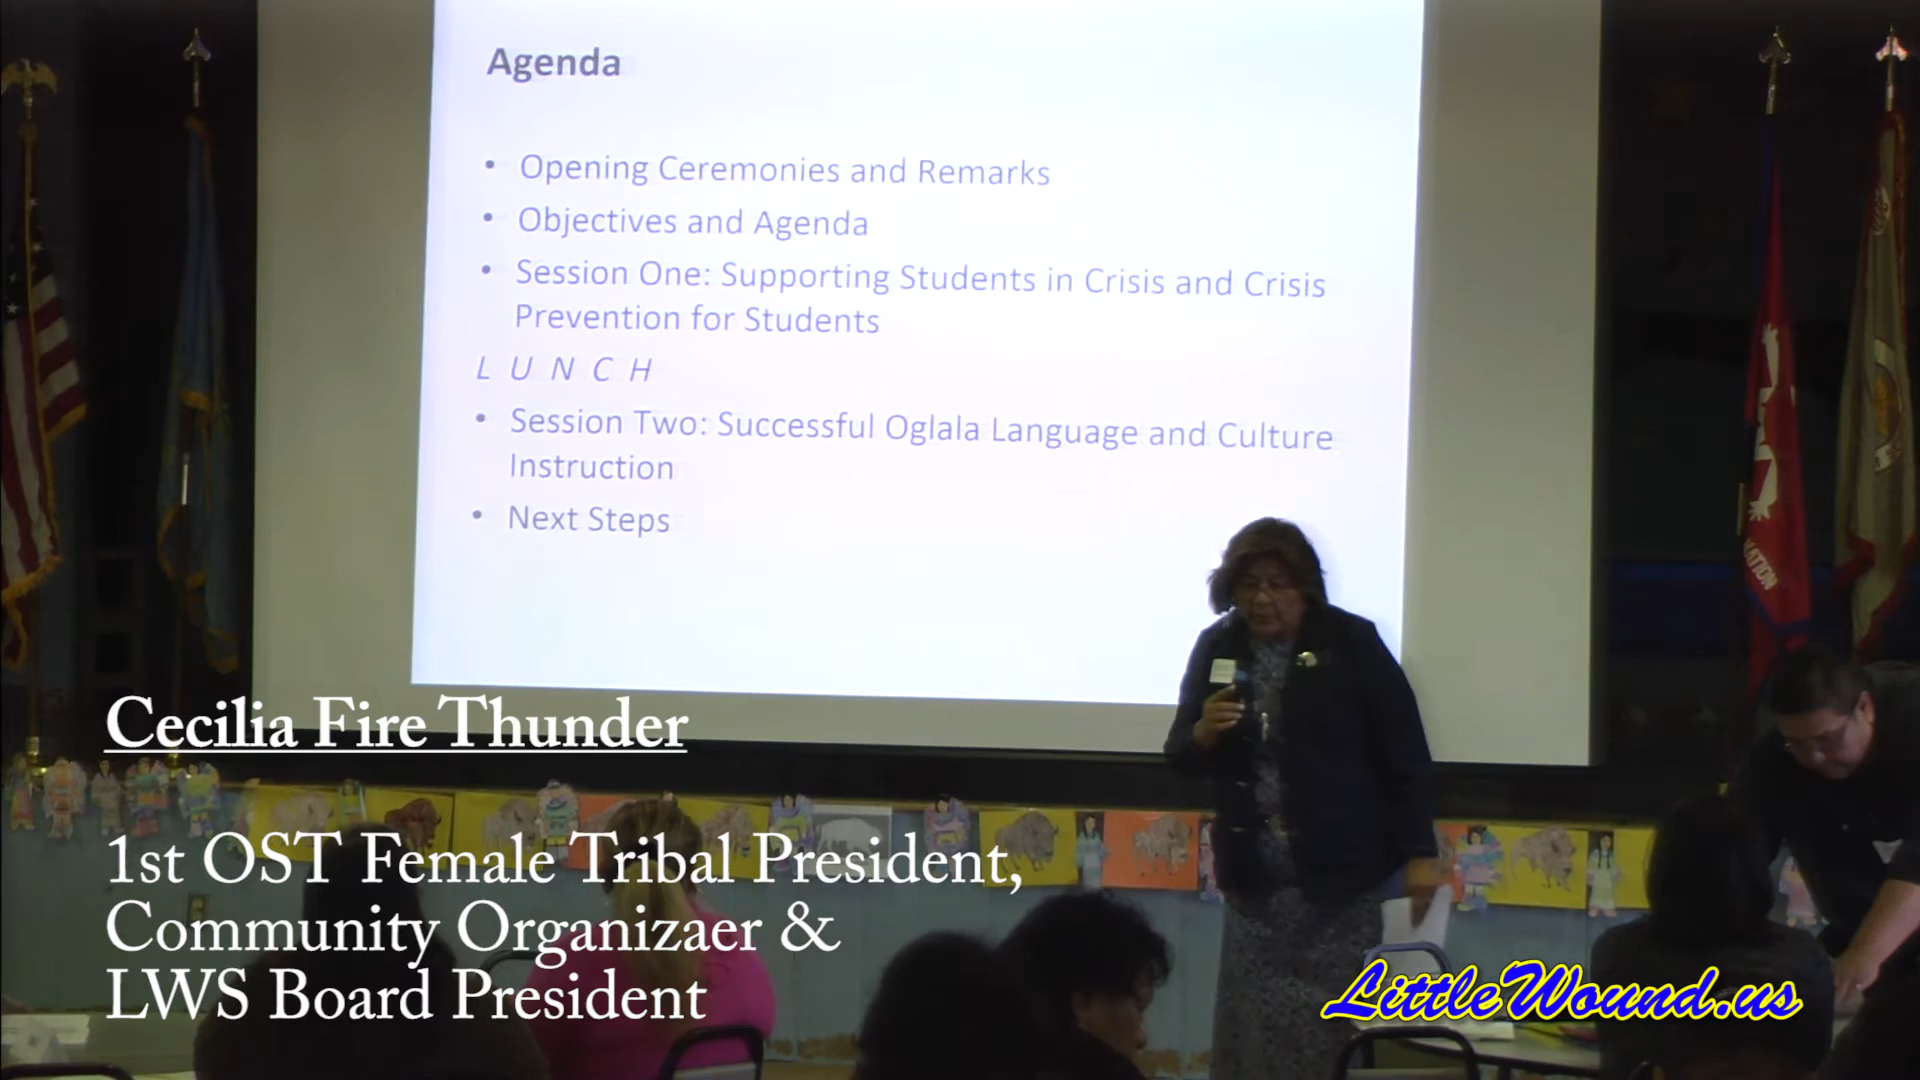 Agenda
• Opening Ceremonies and Remarks
• Objectives and Agenda
• Session One: Supporting Students in Crisis and Crisis
Prevention for Students
L U N C H
• Session Two: Successful Oglala Language and Culture
Instruction
• Next Steps
NATION
Cecilia Fire Thunder
1st OST Female Tribal President,
Community Organizaer &
LWS Board President
LittleWound.us